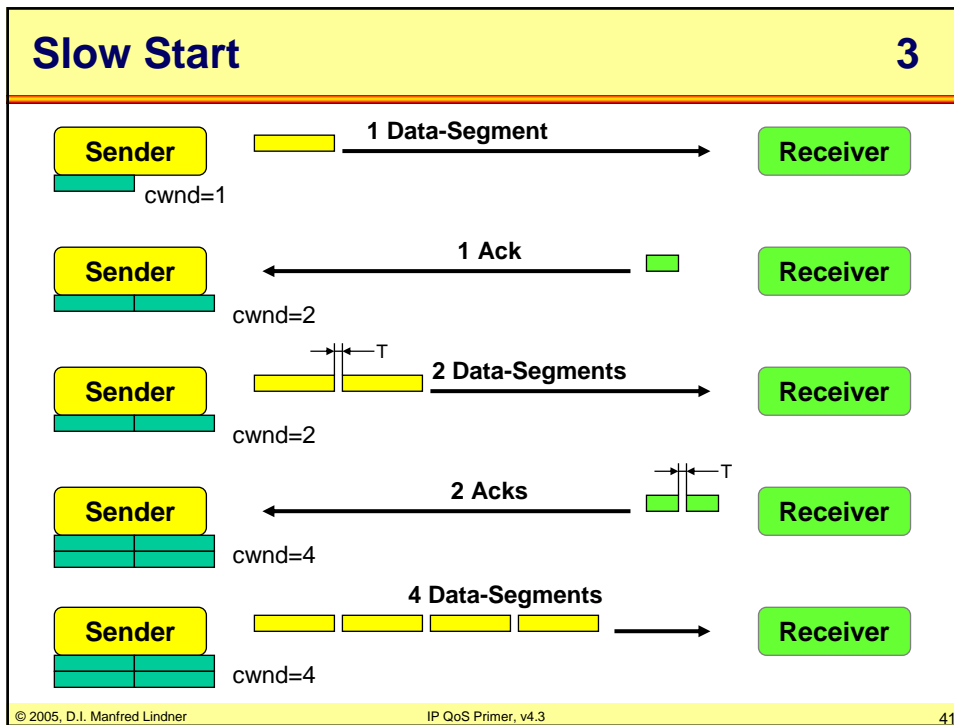 Slow Start 3
1 Data-Segment
Sender Receiver
cwnd=1
1 Ack
Sender Receiver
cwnd=2
T
2 Data-Segments
Sender Receiver
cwnd=2
T
2 Acks
Sender Receiver
cwnd=4
4 Data-Segments
Sender Receiver
cwnd=4
© 2005, D.I. Manfred Lindner IP QoS Primer, v4.3 41